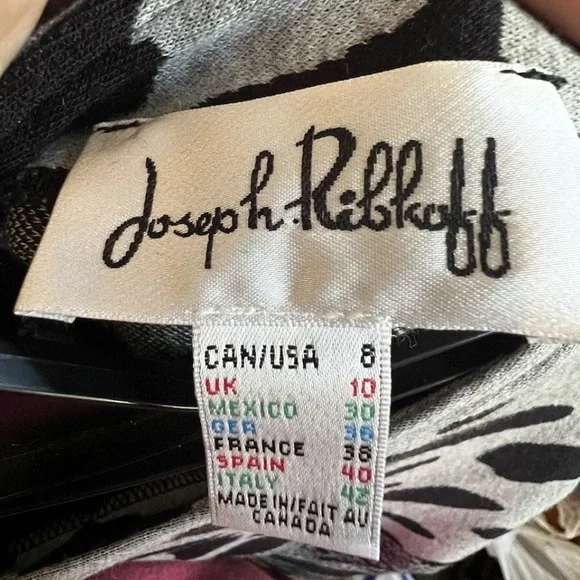 Joseph Ribkoff
CAN/USA 8
UK 10
MEXICO 30
GER 36
FRANCE 38
SPAIN 40
ITALY 42
MADE IN/FAIT AU
CANADA